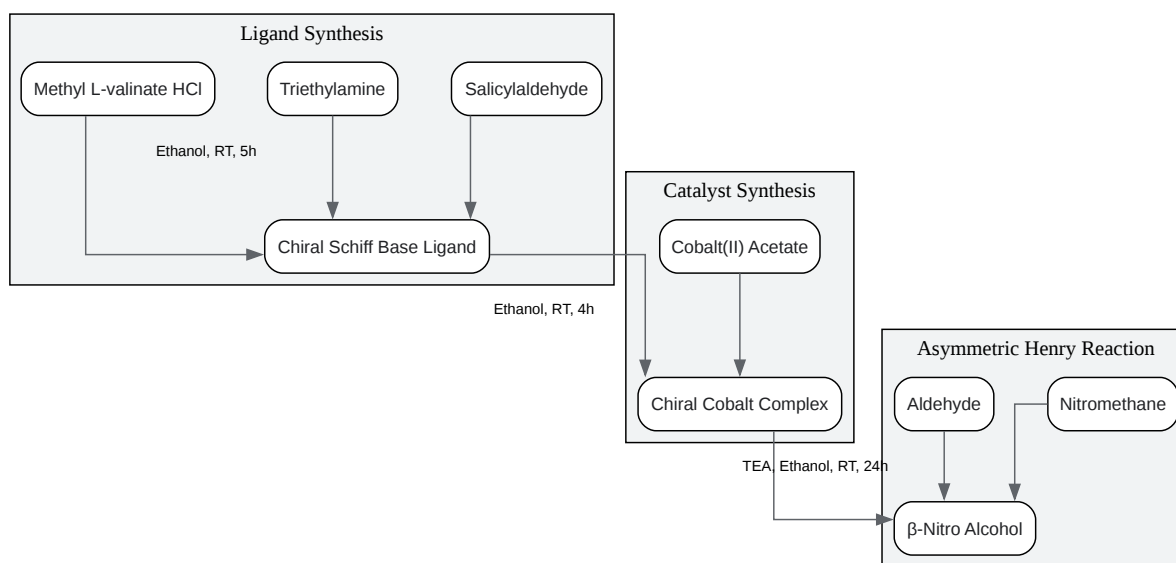 Ligand Synthesis
Methyl L-valinate HCl
Triethylamine
Salicylaldehyde
Ethanol, RT, 5h
Chiral Schiff Base Ligand
Ethanol, RT, 4h
Catalyst Synthesis
Cobalt(II) Acetate
Chiral Cobalt Complex
TEA, Ethanol, RT, 24h
Asymmetric Henry Reaction
Aldehyde
Nitromethane
β-Nitro Alcohol